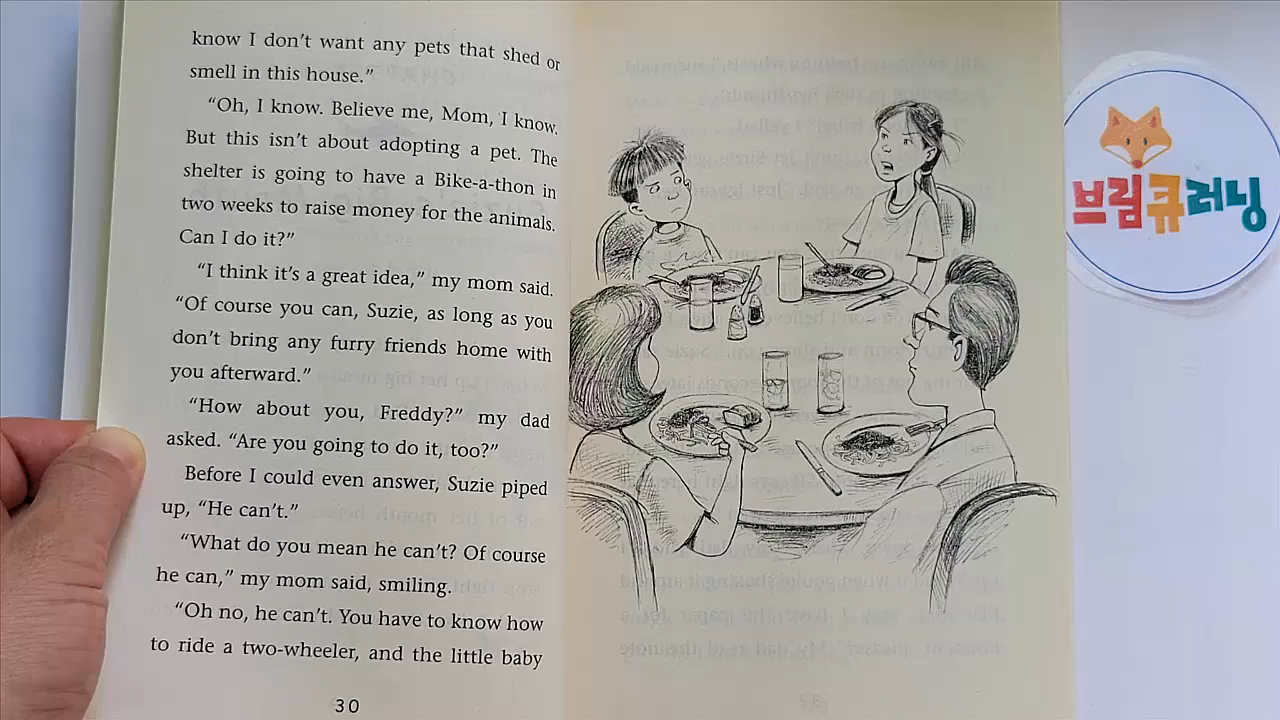 know I don't want any pets that shed or
smell in this house."
"Oh, I know. Believe me, Mom, I know.
But this isn't about adopting a pet. The
shelter is going to have a Bike-a-thon in
two weeks to raise money for the animals.
Can I do it?"
"I think it's a great idea," my mom said.
"Of course you can, Suzie, as long as you
don't bring any furry friends home with
you afterward."
"How about you, Freddy?" my dad
asked. "Are you going to do it, too?"
Before I could even answer, Suzie piped
up, "He can't."
"What do you mean he can't? Of course
he can," my mom said, smiling.
"Oh no, he can't. You have to know how
to ride a two-wheeler, and the little baby
30
브림큐러닝